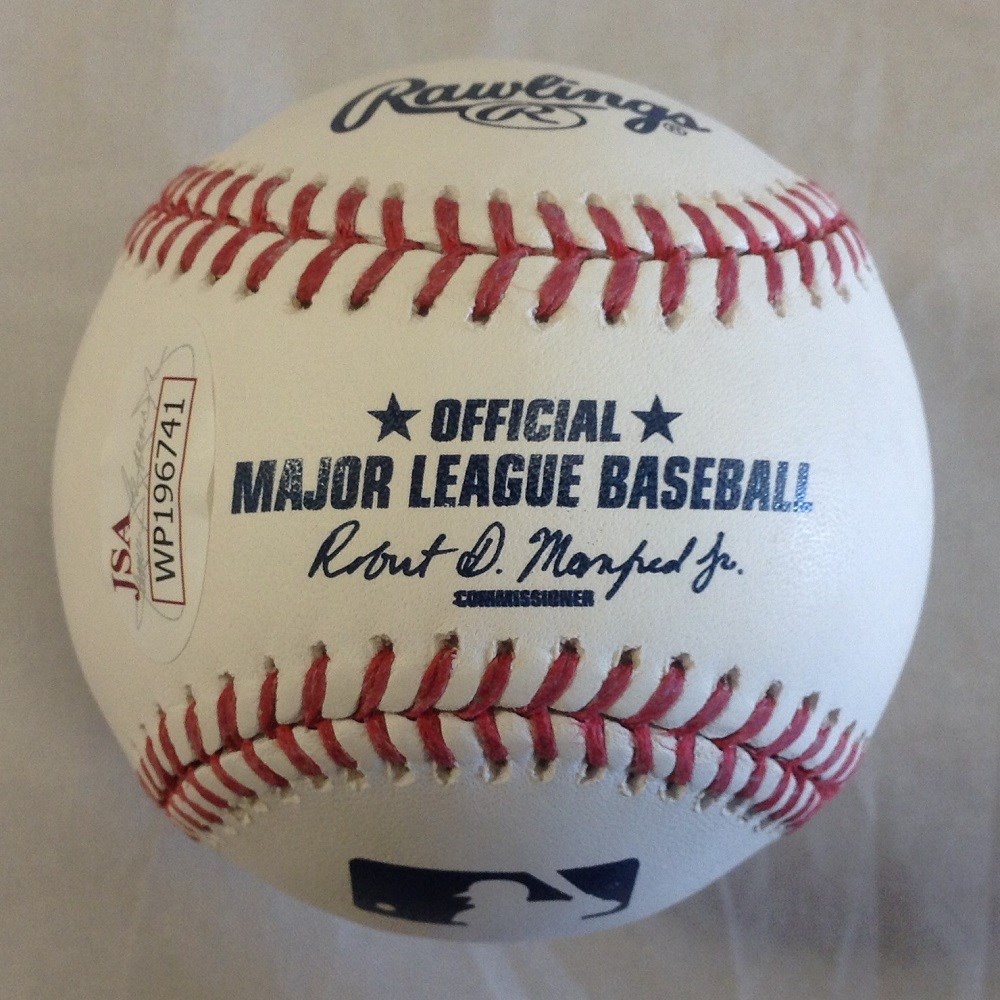 Rawlings ®
R
★ OFFICIAL ★
MAJOR LEAGUE BASEBALL
Robert D. Manfred Jr.
COMMISSIONER
JSA
WP196741